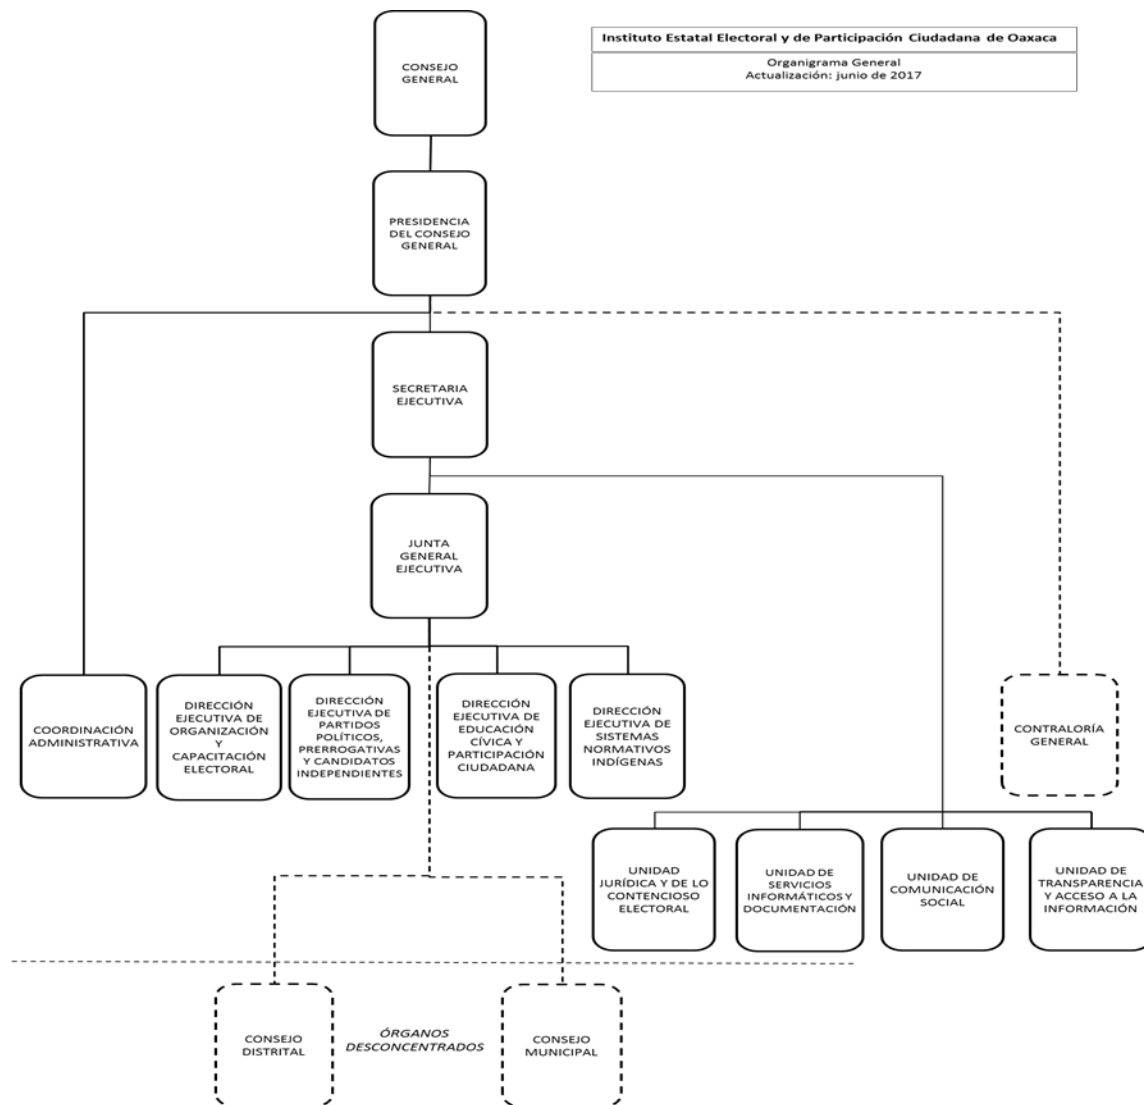 Instituto Estatal Electoral y de Participación Ciudadana de Oaxaca
Organigrama General
Actualización: junio de 2017
CONSEJO
GENERAL
PRESIDENCIA
DEL CONSEJO
GENERAL
SECRETARIA
EJECUTIVA
JUNTA
GENERAL
EJECUTIVA
COORDINACIÓN
ADMINISTRATIVA
DIRECCIÓN
EJECUTIVA DE
ORGANIZACIÓN
Y
CAPACITACIÓN
ELECTORAL
DIRECCIÓN
EJECUTIVA DE
PARTIDOS
POLÍTICOS,
PRERROGATIVAS
Y CANDIDATOS
INDEPENDIENTES
DIRECCIÓN
EJECUTIVA DE
EDUCACIÓN
CÍVICA Y
PARTICIPACIÓN
CIUDADANA
DIRECCIÓN
EJECUTIVA DE
SISTEMAS
NORMATIVOS
INDÍGENAS
CONTRALORÍA
GENERAL
UNIDAD
JURÍDICA Y DE LO
CONTENCIOSO
ELECTORAL
UNIDAD DE
SERVICIOS
INFORMÁTICOS Y
DOCUMENTACIÓN
UNIDAD DE
COMUNICACIÓN
SOCIAL
UNIDAD DE
TRANSPARENCIA
Y ACCESO A LA
INFORMACIÓN
CONSEJO
DISTRITAL
ÓRGANOS
DESCONCENTRADOS
CONSEJO
MUNICIPAL